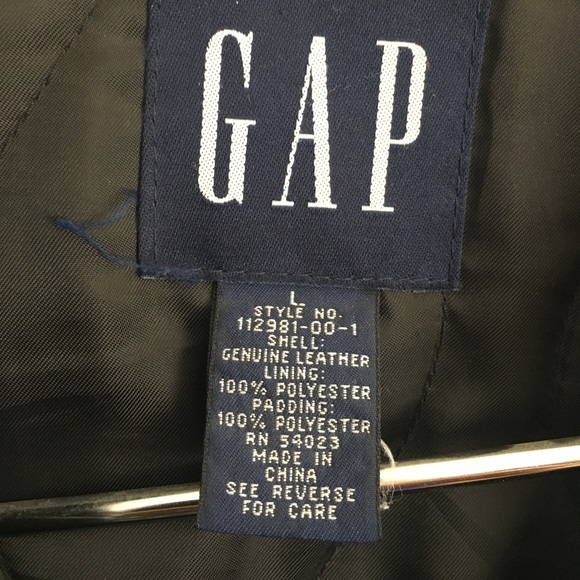 GAP
L
STYLE NO.
112981-00-1
SHELL:
GENUINE LEATHER
LINING:
100% POLYESTER
PADDING:
100% POLYESTER
RN 54023
MADE IN
CHINA
SEE REVERSE
FOR CARE